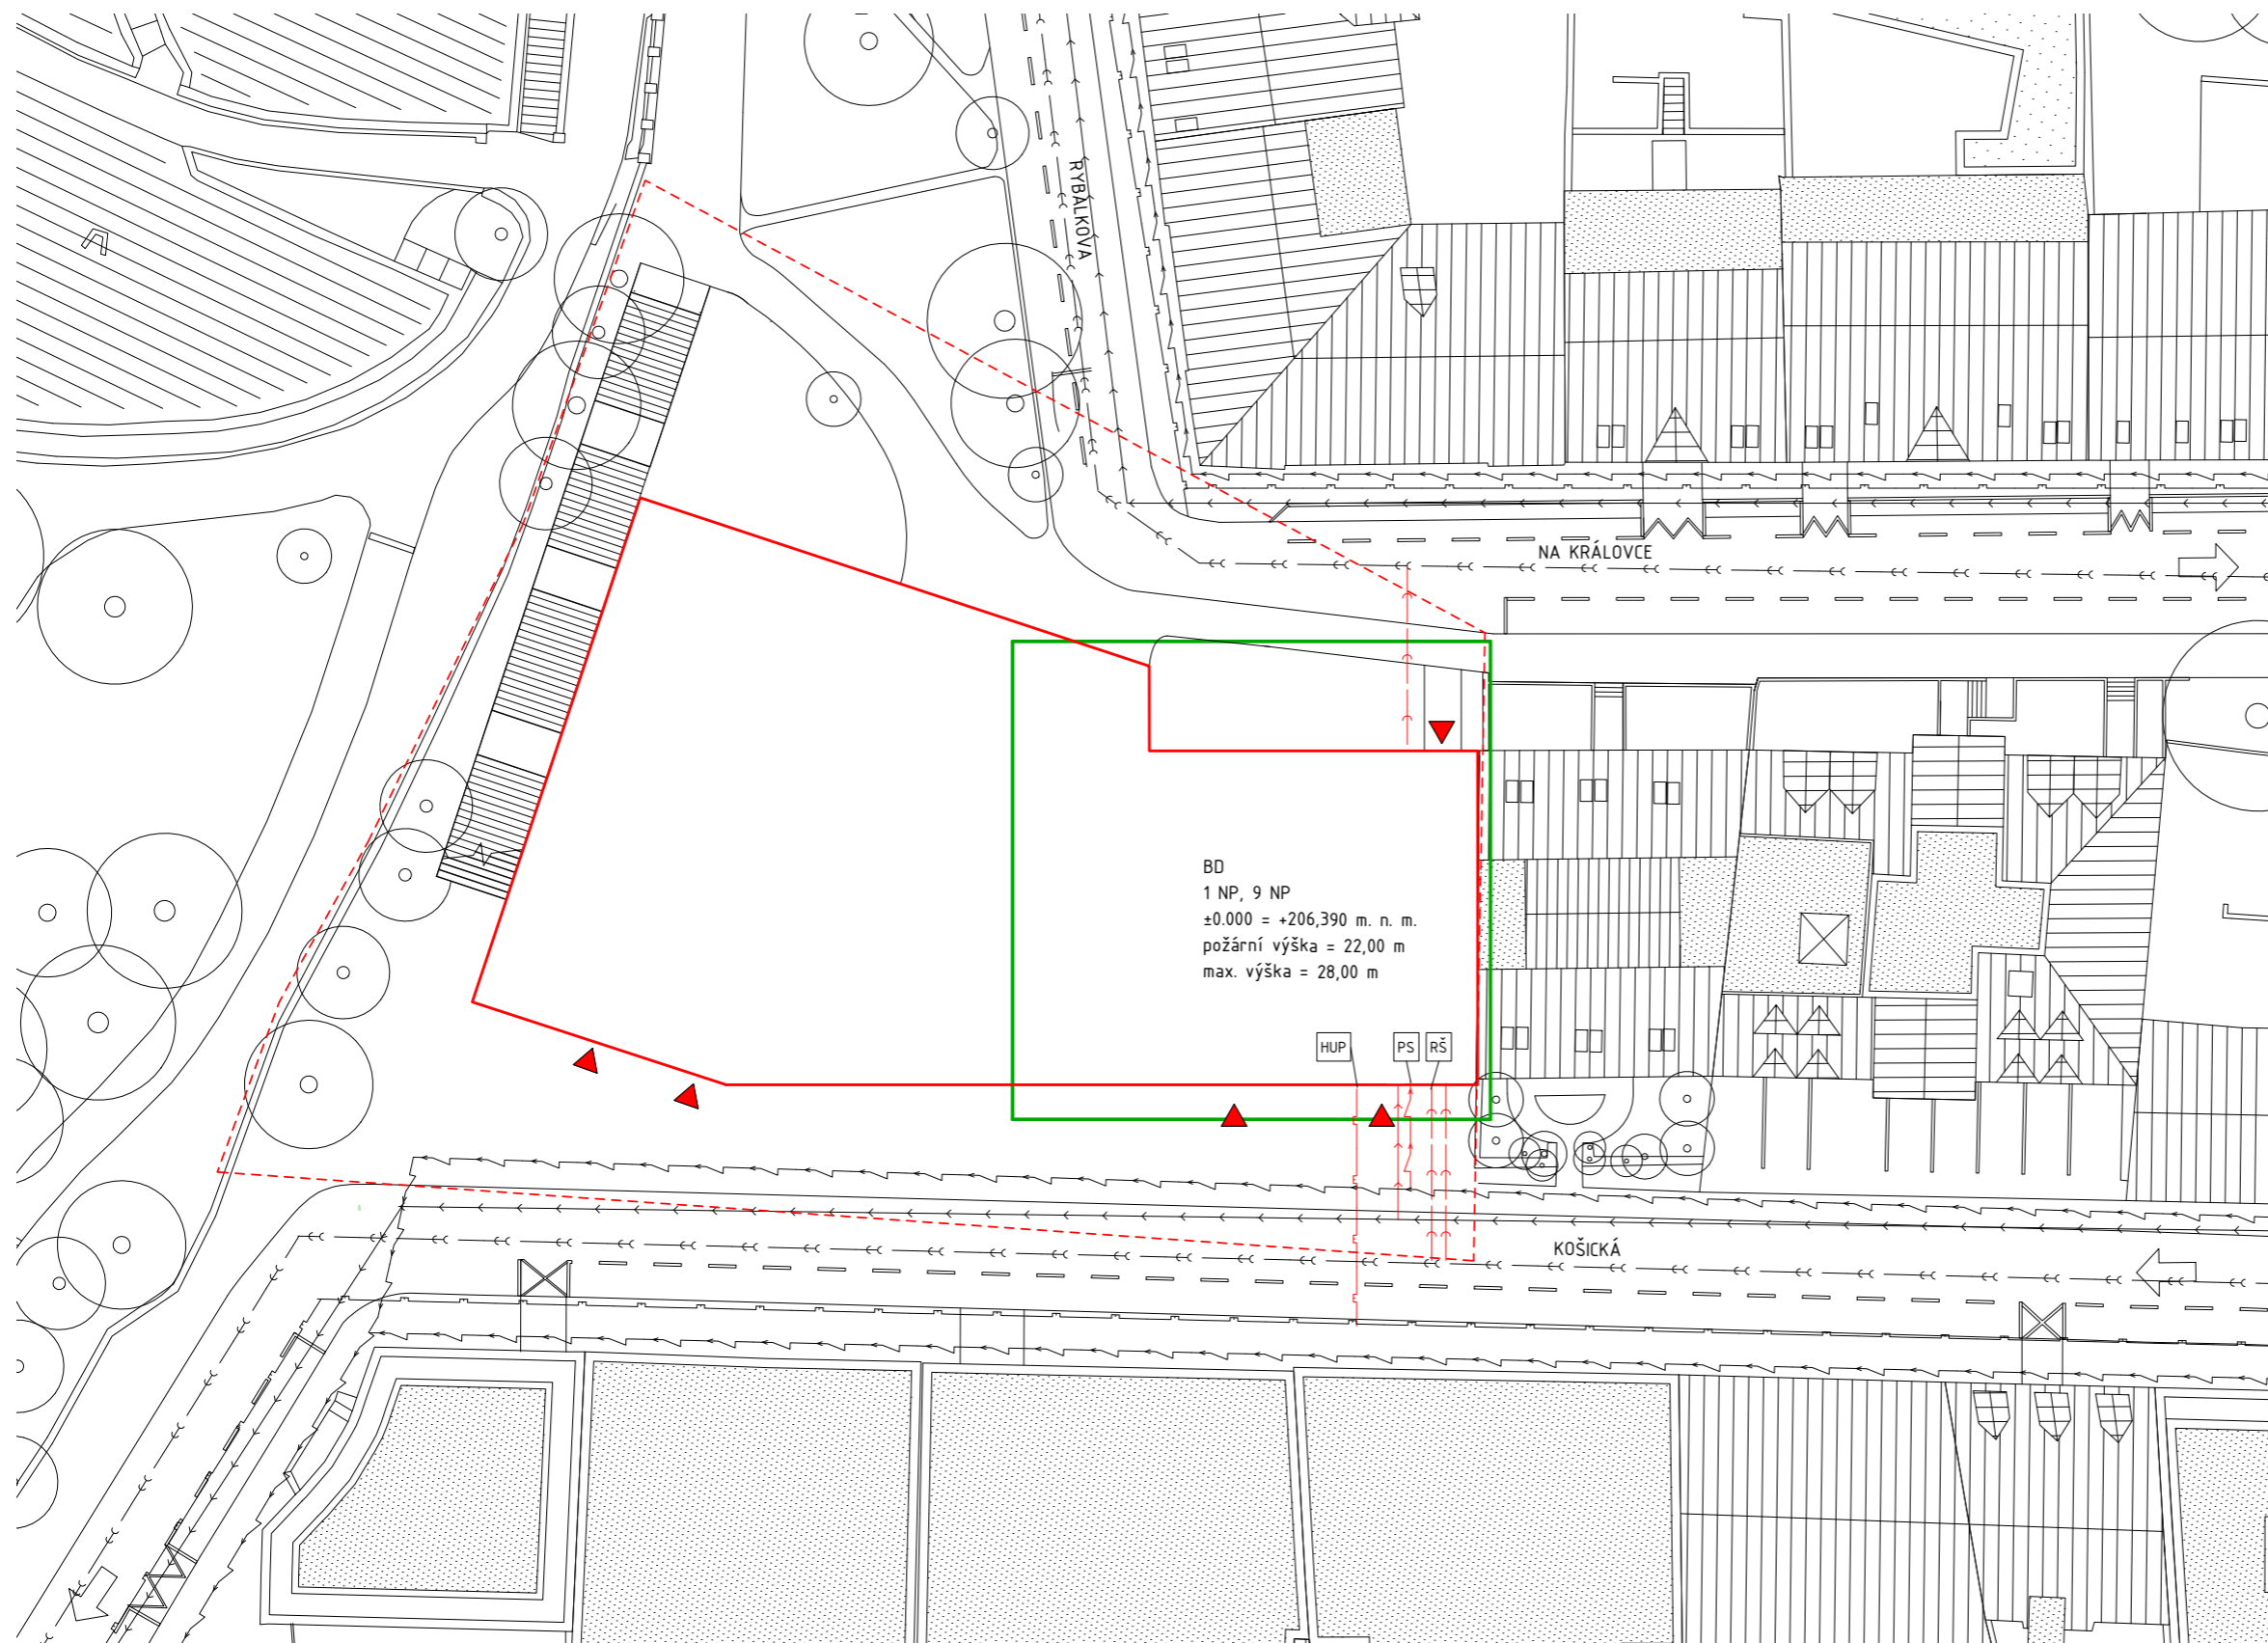 RYBALKOVA
NA KRÁLOVCE
BD
1 NP, 9 NP
±0.000 = +206,390 m. n. m.
požární výška = 22,00 m
max. výška = 28,00 m
HUP
PS
RŠ
KOŠICKÁ